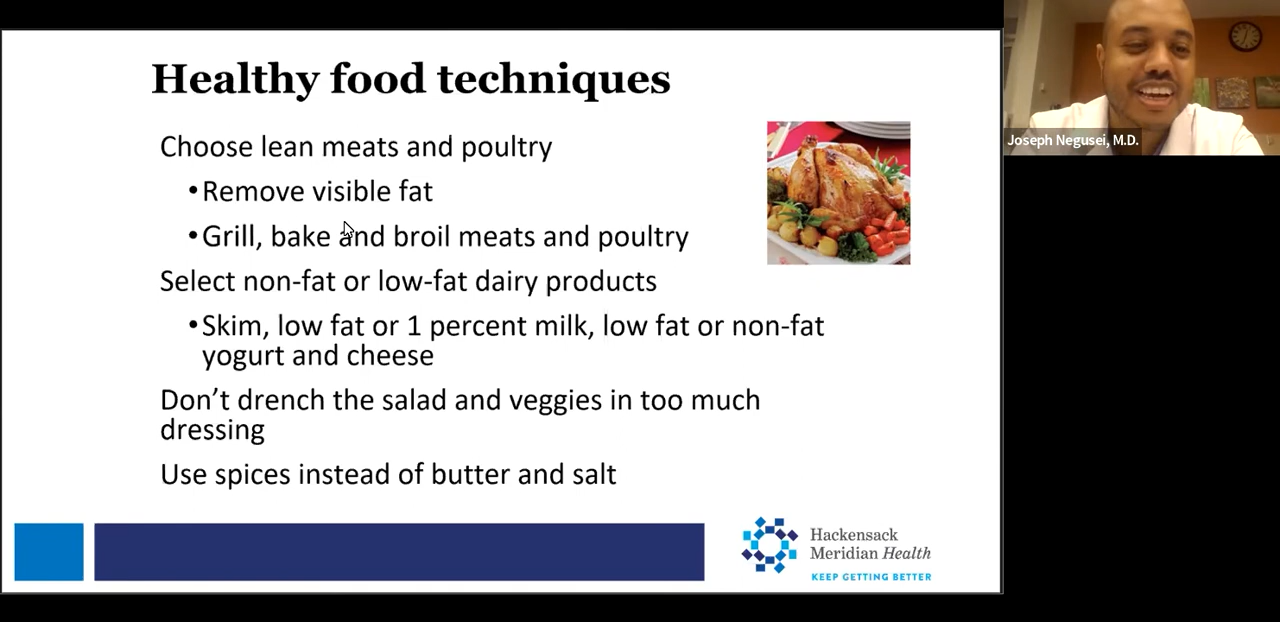 Healthy food techniques
Choose lean meats and poultry
•Remove visible fat
•Grill, bake and broil meats and poultry
Select non-fat or low-fat dairy products
•Skim, low fat or 1 percent milk, low fat or non-fat
yogurt and cheese
Don’t drench the salad and veggies in too much
dressing
Use spices instead of butter and salt
Hackensack
Meridian Health
KEEP GETTING BETTER
Joseph Negusei, M.D.